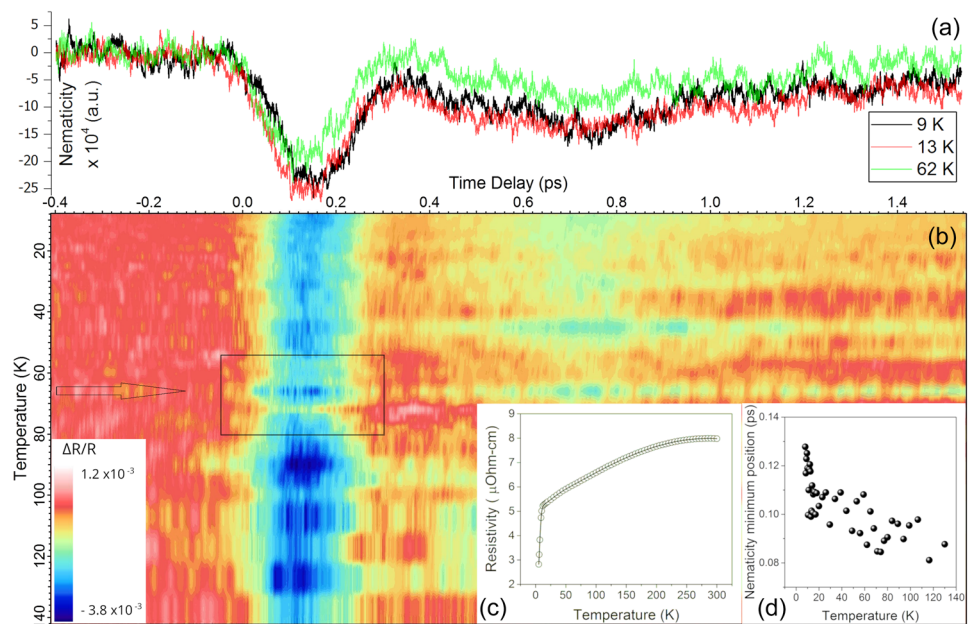 (a)
5
0
-5
-10
-15
-20
-25
Nematicity
x 10⁴ (a.u.)
9 K
13 K
62 K
Time Delay (ps)
-0.4 -0.2 0.0 0.2 0.4 0.6 0.8 1.0 1.2 1.4
(b)
20
40
60
80
100
120
140
Temperature (K)
ΔR/R
1.2 x10⁻³
- 3.8 x10⁻³
9
8
7
6
5
4
3
2
Resistivity ( μOhm-cm)
0 50 100 150 200 250 300
(c) Temperature (K)
(d)
0.14
0.12
0.10
0.08
Nematicity minimum position (ps)
0 20 40 60 80 100 120 140
Temperature (K)